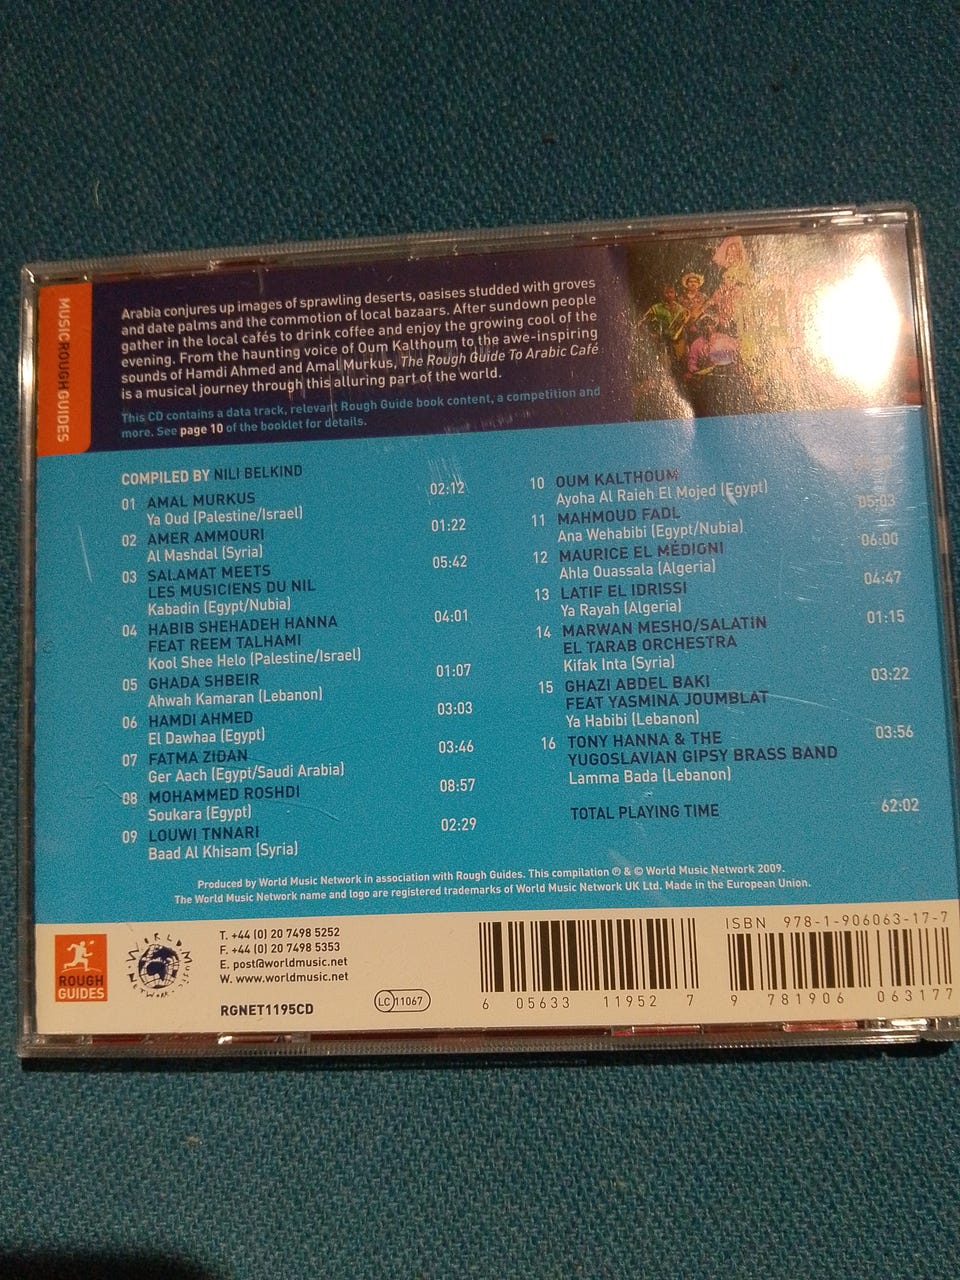 MUSIC ROUGH GUIDES
Arabia conjures up images of sprawling deserts, oasises studded with groves
and date palms and the commotion of local bazaars. After sundown people
gather in the local cafés to drink coffee and enjoy the growing cool of the
evening. From the haunting voice of Oum Kalthoum to the awe-inspiring
sounds of Hamdi Ahmed and Amal Murkus, The Rough Guide To Arabic Café
is a musical journey through this alluring part of the world.
This CD contains a data track, relevant Rough Guide book content, a competition and
more. See page 10 of the booklet for details.
COMPILED BY NILI BELKIND
01 AMAL MURKUS 02:12
Ya Oud (Palestine/Israel)
02 AMER AMMOURI 01:22
Al Mashdal (Syria)
03 SALAMAT MEETS 05:42
LES MUSICIENS DU NIL
Kabadin (Egypt/Nubia)
04 HABIB SHEHADEH HANNA 04:01
FEAT REEM TALHAMI
Kool Shee Helo (Palestine/Israel)
05 GHADA SHBEIR 01:07
Ahwah Kamaran (Lebanon)
06 HAMDI AHMED 03:03
El Dawhaa (Egypt)
07 FATMA ZIDAN 03:46
Ger Aach (Egypt/Saudi Arabia)
08 MOHAMMED ROSHDI 08:57
Soukara (Egypt)
09 LOUWI TNNARI 02:29
Baad Al Khisam (Syria)
10 OUM KALTHOUM
Ayoha Al Raieh El Mojed (Egypt)
11 MAHMOUD FADL 05:03
Ana Wehabibi (Egypt/Nubia)
12 MAURICE EL MÉDIGNI 06:00
Ahla Ouassala (Algeria)
13 LATIF EL IDRISSI 04:47
Ya Rayah (Algeria)
14 MARWAN MESHO/SALATIN 01:15
EL TARAB ORCHESTRA
Kifak Inta (Syria)
15 GHAZI ABDEL BAKI 03:22
FEAT YASMINA JOUMBLAT
Ya Habibi (Lebanon)
16 TONY HANNA & THE 03:56
YUGOSLAVIAN GIPSY BRASS BAND
Lamma Bada (Lebanon)
TOTAL PLAYING TIME 62:02
Produced by World Music Network in association with Rough Guides. This compilation ℗ & © World Music Network 2009.
The World Music Network name and logo are registered trademarks of World Music Network UK Ltd. Made in the European Union.
ROUGH
GUIDES
WORLD MUSIC NETWORK
T. +44 (0) 20 7498 5252
F. +44 (0) 20 7498 5353
E. post@worldmusic.net
W. www.worldmusic.net
RGNET1195CD
LC 11067
6 05633 11952 7
ISBN 978-1-906063-17-7
9 781906 063177